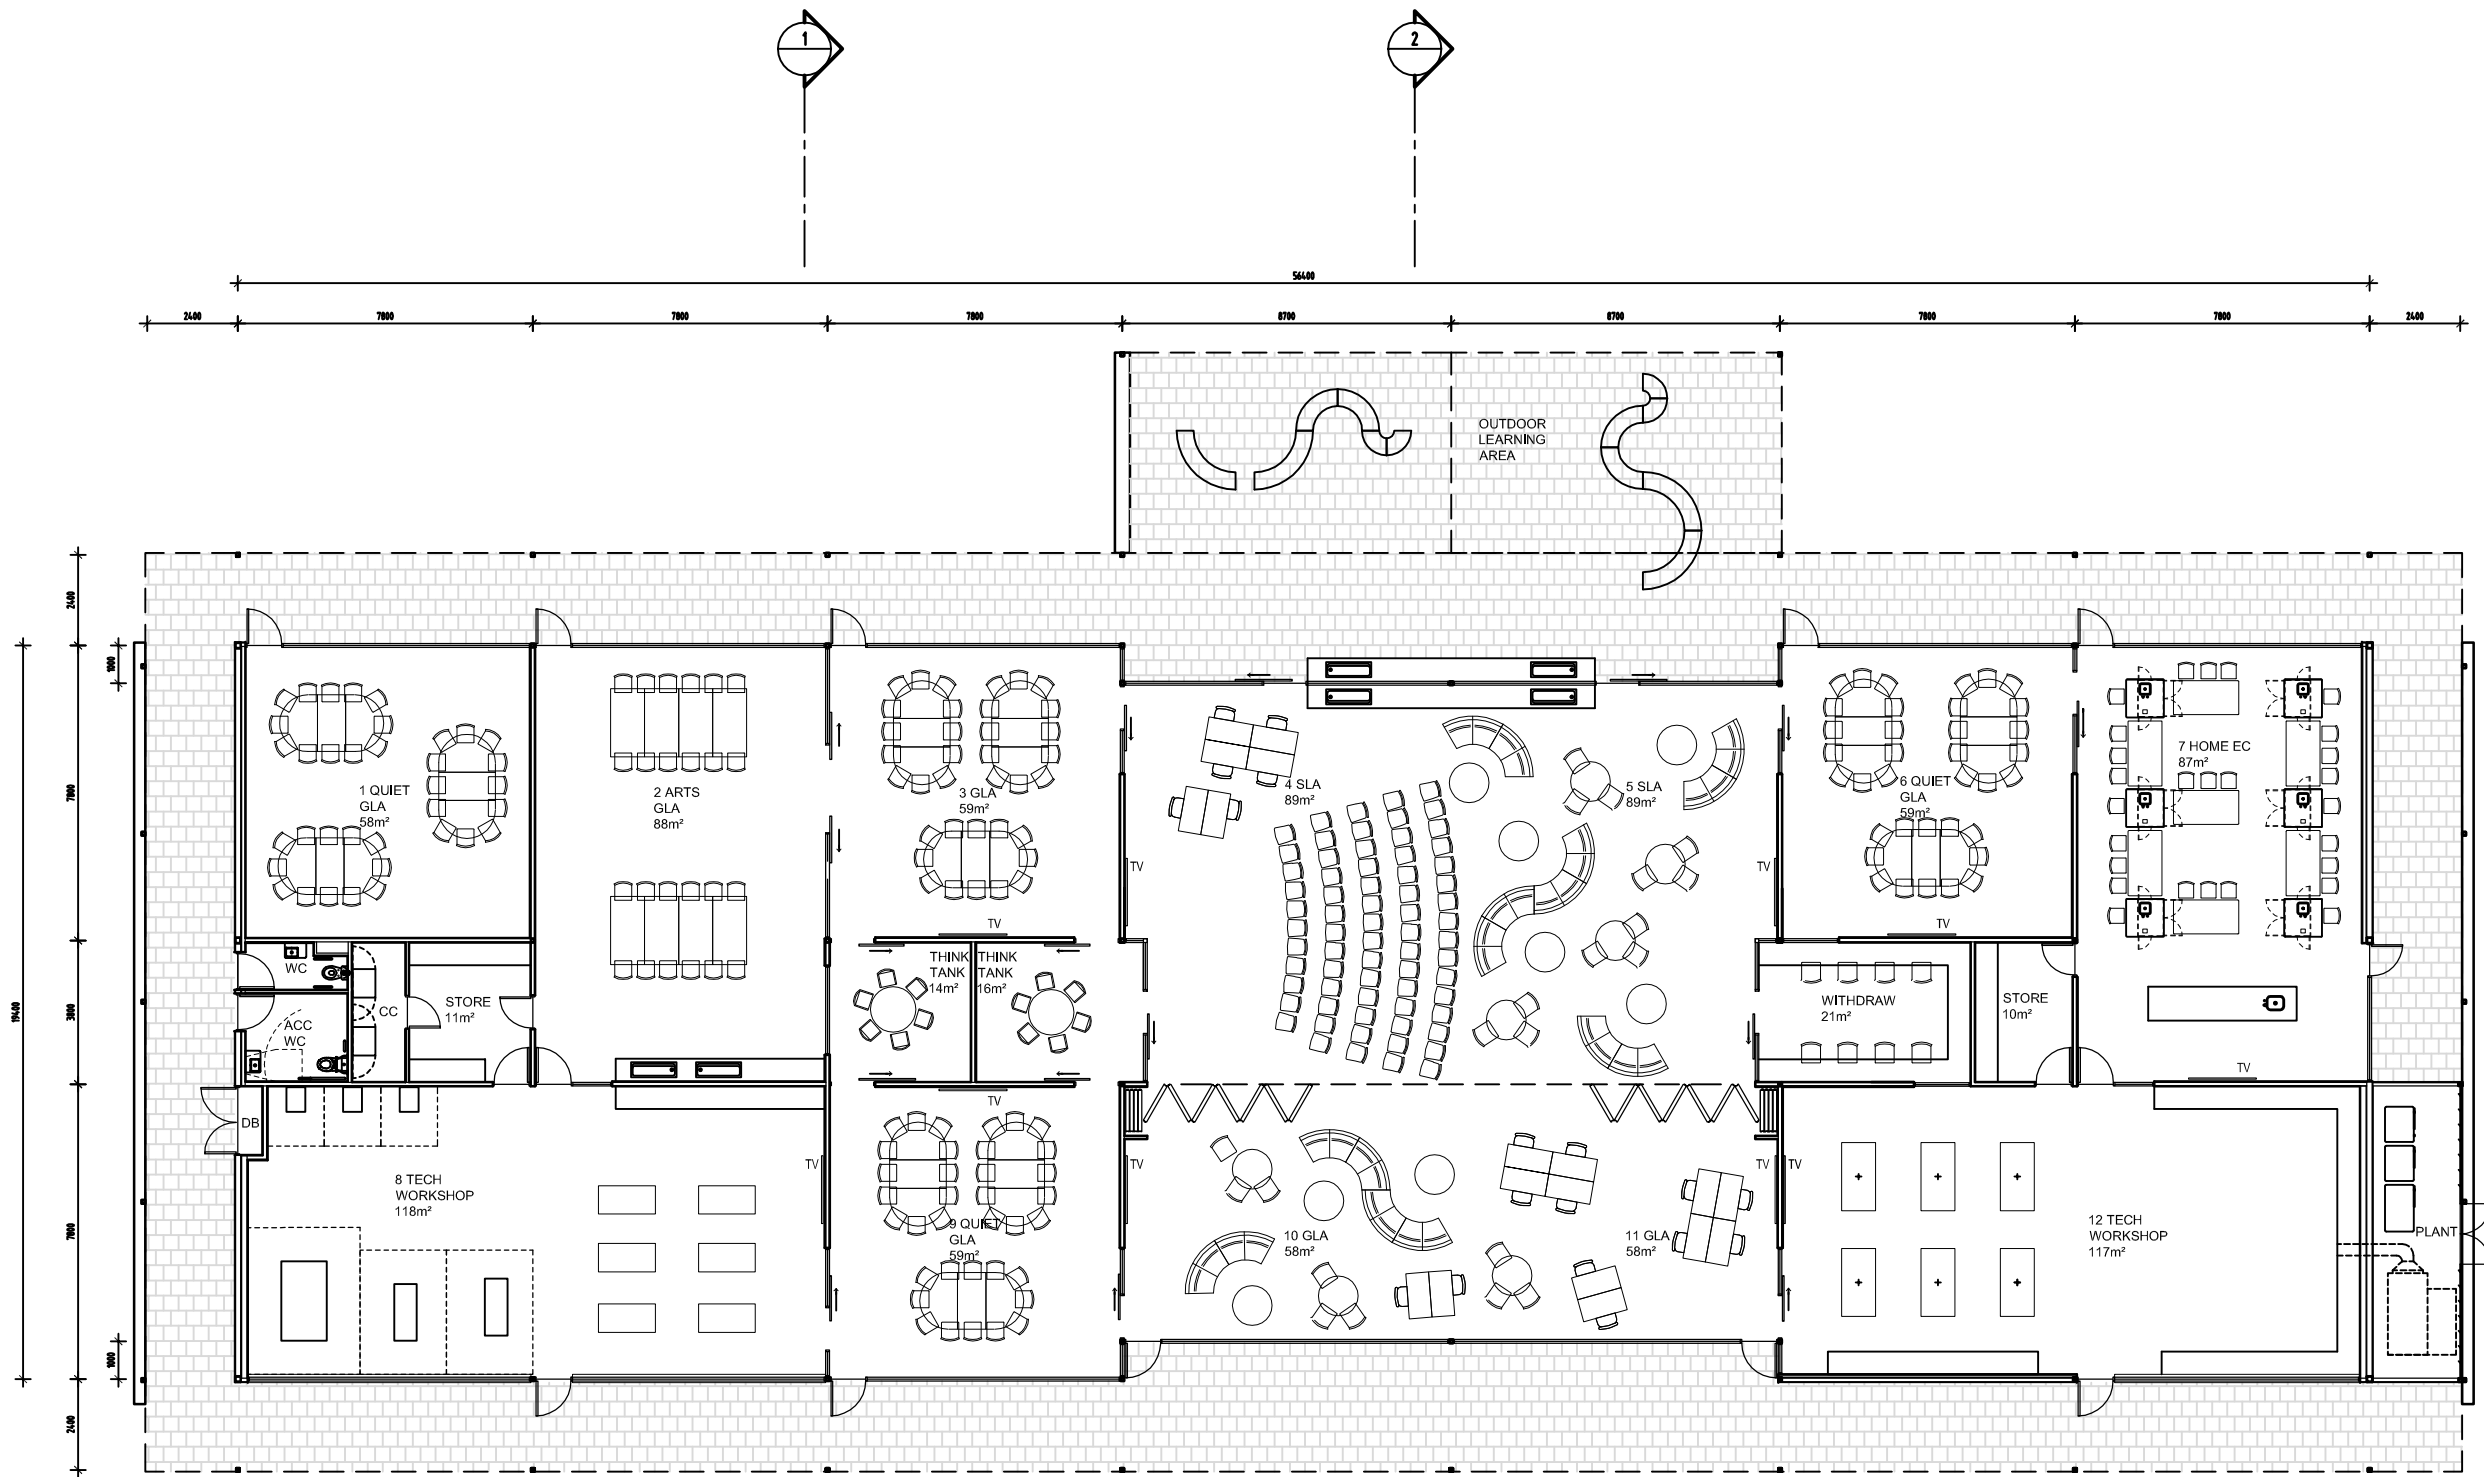 1
2
56400
2400
7800
7800
7800
8700
8700
7800
7800
2400
OUTDOOR
LEARNING
AREA
2400
1000
7800
19400
3800
7800
1000
2400
1 QUIET
GLA
58m²
2 ARTS
GLA
88m²
3 GLA
59m²
TV
4 SLA
89m²
TV
5 SLA
89m²
TV
6 QUIET
GLA
59m²
TV
7 HOME EC
87m²
TV
WC
ACC
WC
CC
STORE
11m²
THINK
TANK
14m²
THINK
TANK
16m²
WITHDRAW
21m²
STORE
10m²
DB
8 TECH
WORKSHOP
118m²
TV
TV
9 QUIET
GLA
59m²
TV
10 GLA
58m²
11 GLA
58m²
TV
TV
12 TECH
WORKSHOP
117m²
PLANT